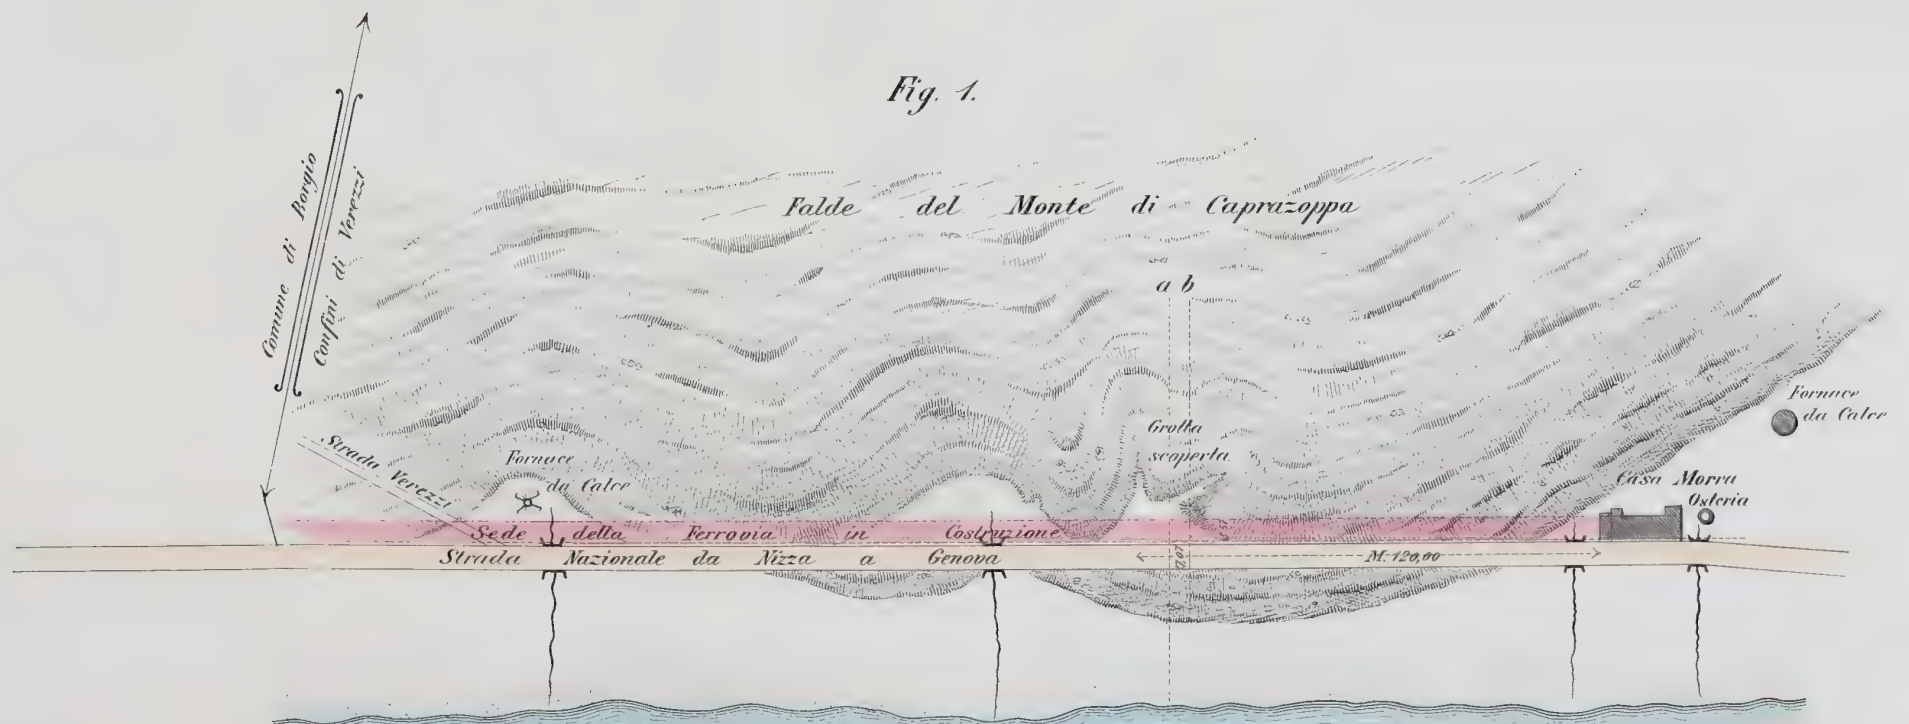 Fig. 1.
Comune di Borgio
Confini di Verezzi
Falde del Monte di Caprazoppa
a b
Grotta
scoperta
Fornace
da Calce
Strada Verezzi
Fornace
da Calce
Casa Morra
Osteria
Sede della Ferrovia in Costruzione
Strada Nazionale da Nizza a Genova
M. 120,00